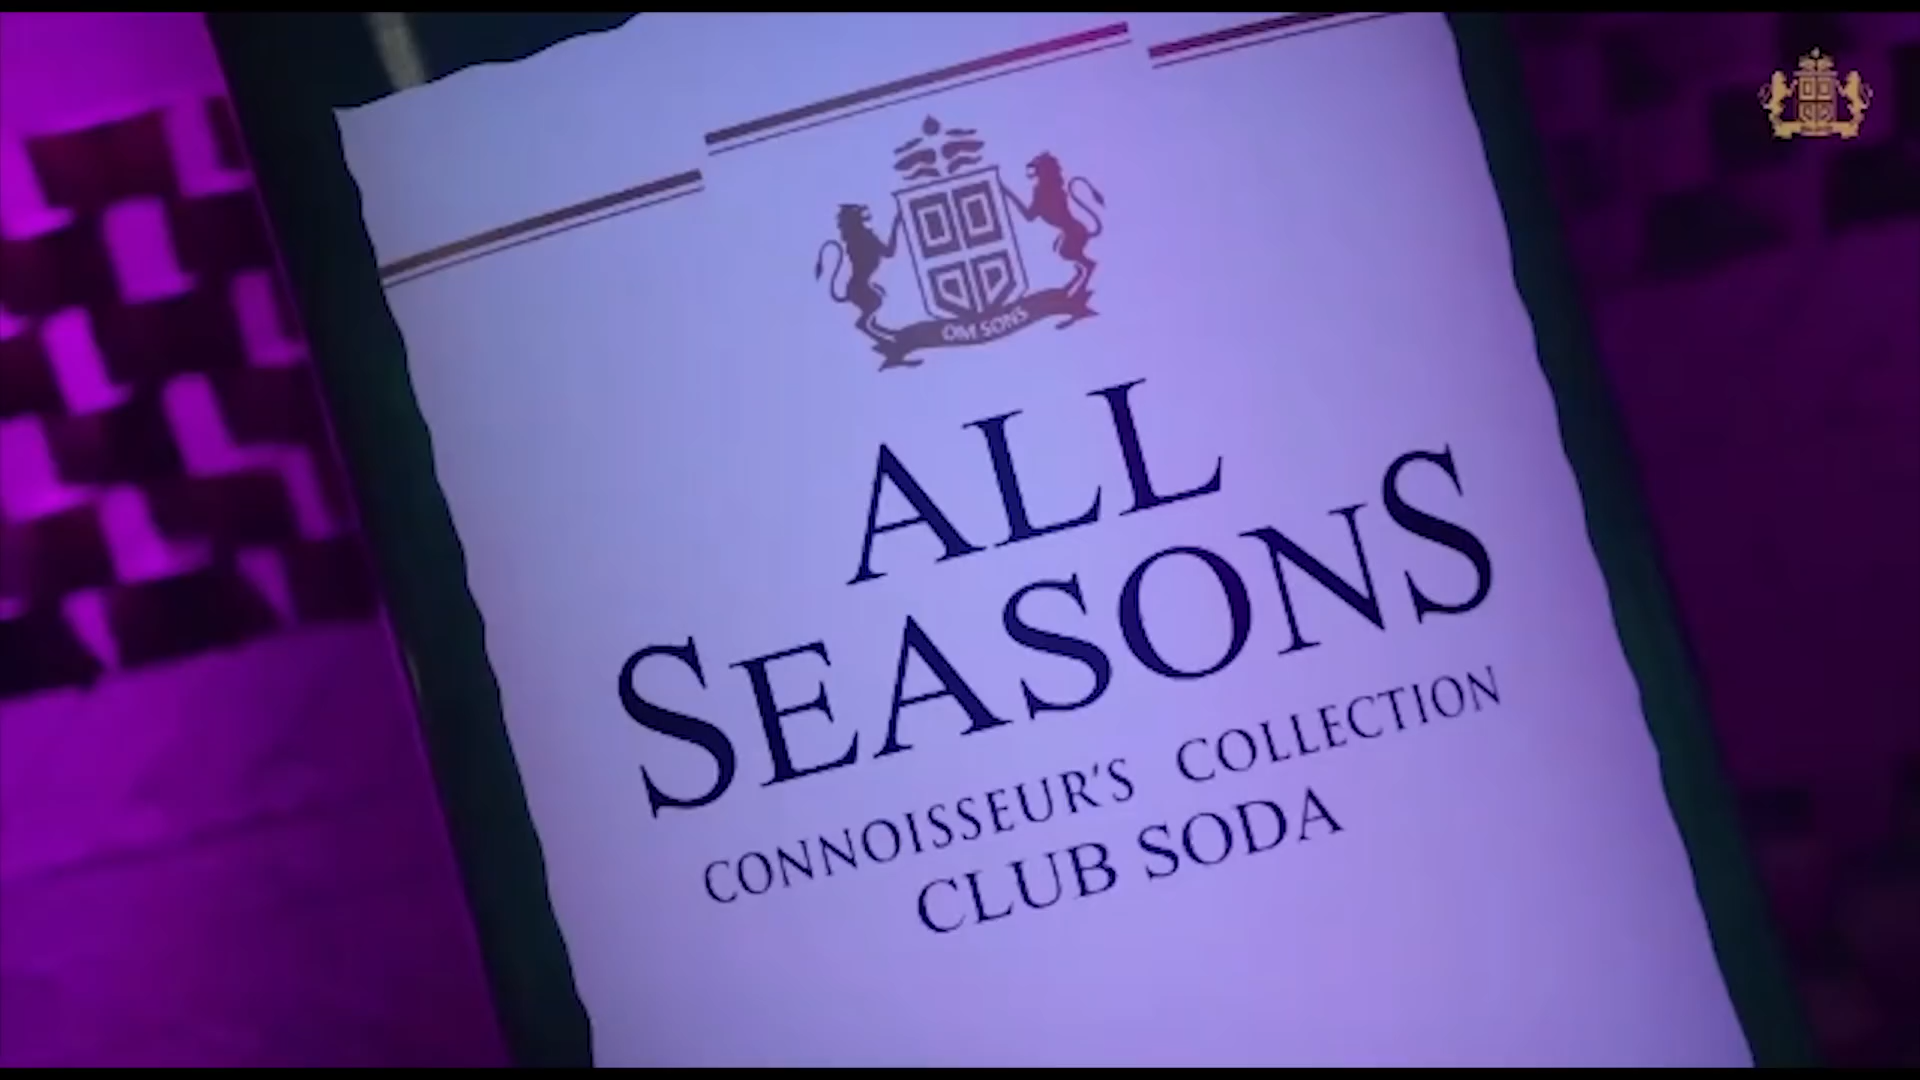 OM SONS
ALL
SEASONS
CONNOISSEUR'S COLLECTION
CLUB SODA